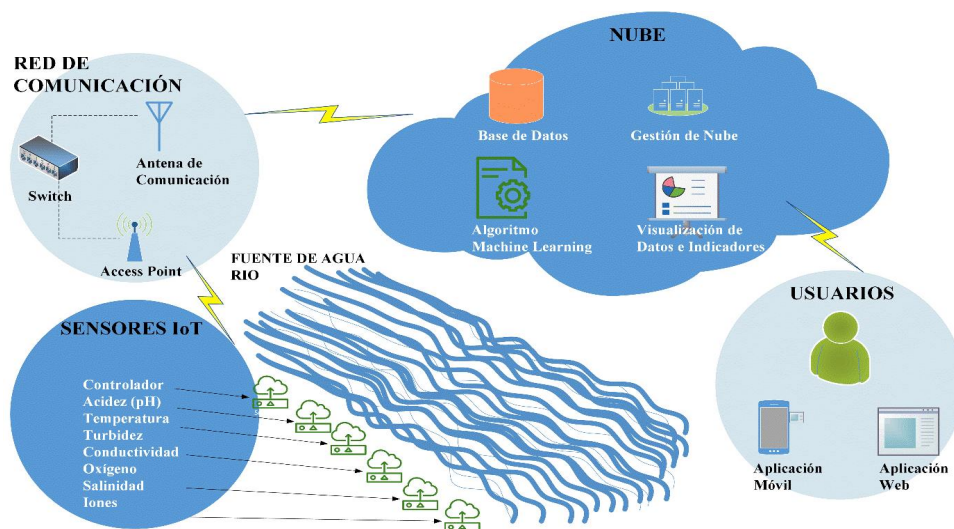 RED DE
COMUNICACIÓN
Antena de
Comunicación
Switch
Access Point
NUBE
Base de Datos
Gestión de Nube
Algoritmo
Machine Learning
Visualización de
Datos e Indicadores
FUENTE DE AGUA
RIO
SENSORES IoT
Controlador
Acidez (pH)
Temperatura
Turbidez
Conductividad
Oxígeno
Salinidad
Iones
USUARIOS
Aplicación
Móvil
Aplicación
Web